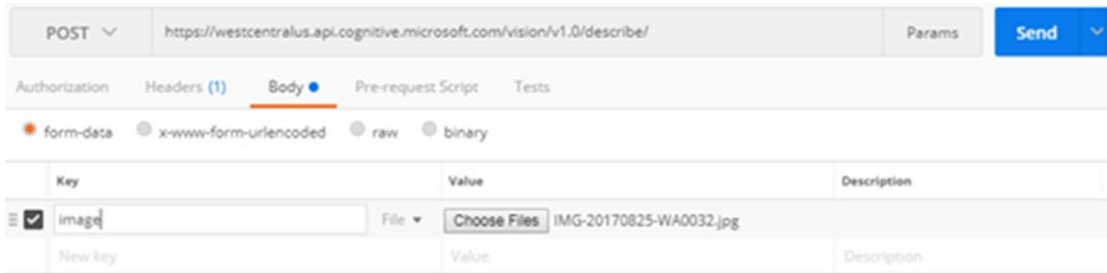 POST https://westcentralus.api.cognitive.microsoft.com/vision/v1.0/describe/ Params Send
Authorization Headers (1) Body Pre-request Script Tests
form-data x-www-form-urlencoded raw binary
Key Value Description
image File Choose Files IMG-20170825-WA0032.jpg
New key Value Description